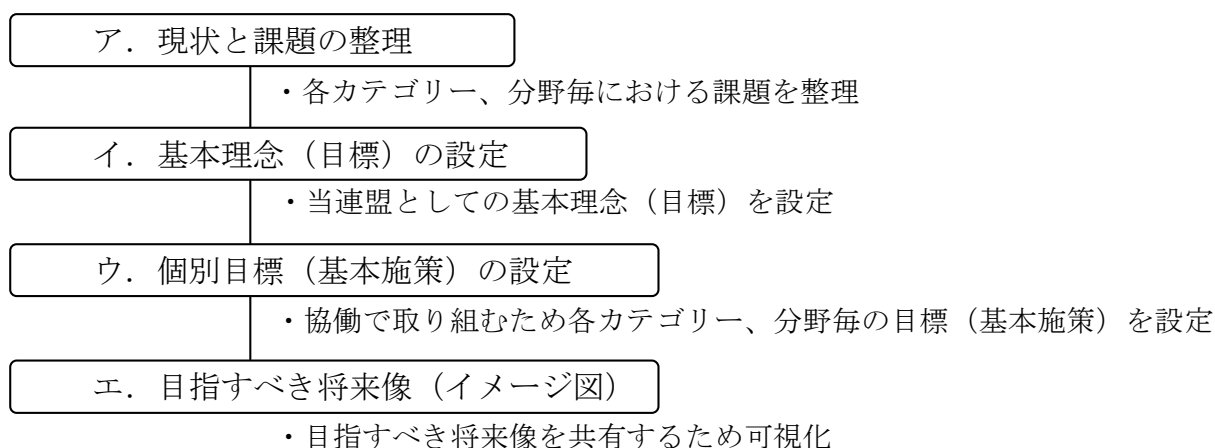 ア．現状と課題の整理
・各カテゴリー、分野毎における課題を整理
イ．基本理念（目標）の設定
・当連盟としての基本理念（目標）を設定
ウ．個別目標（基本施策）の設定
・協働で取り組むため各カテゴリー、分野毎の目標（基本施策）を設定
エ．目指すべき将来像（イメージ図）
・目指すべき将来像を共有するため可視化